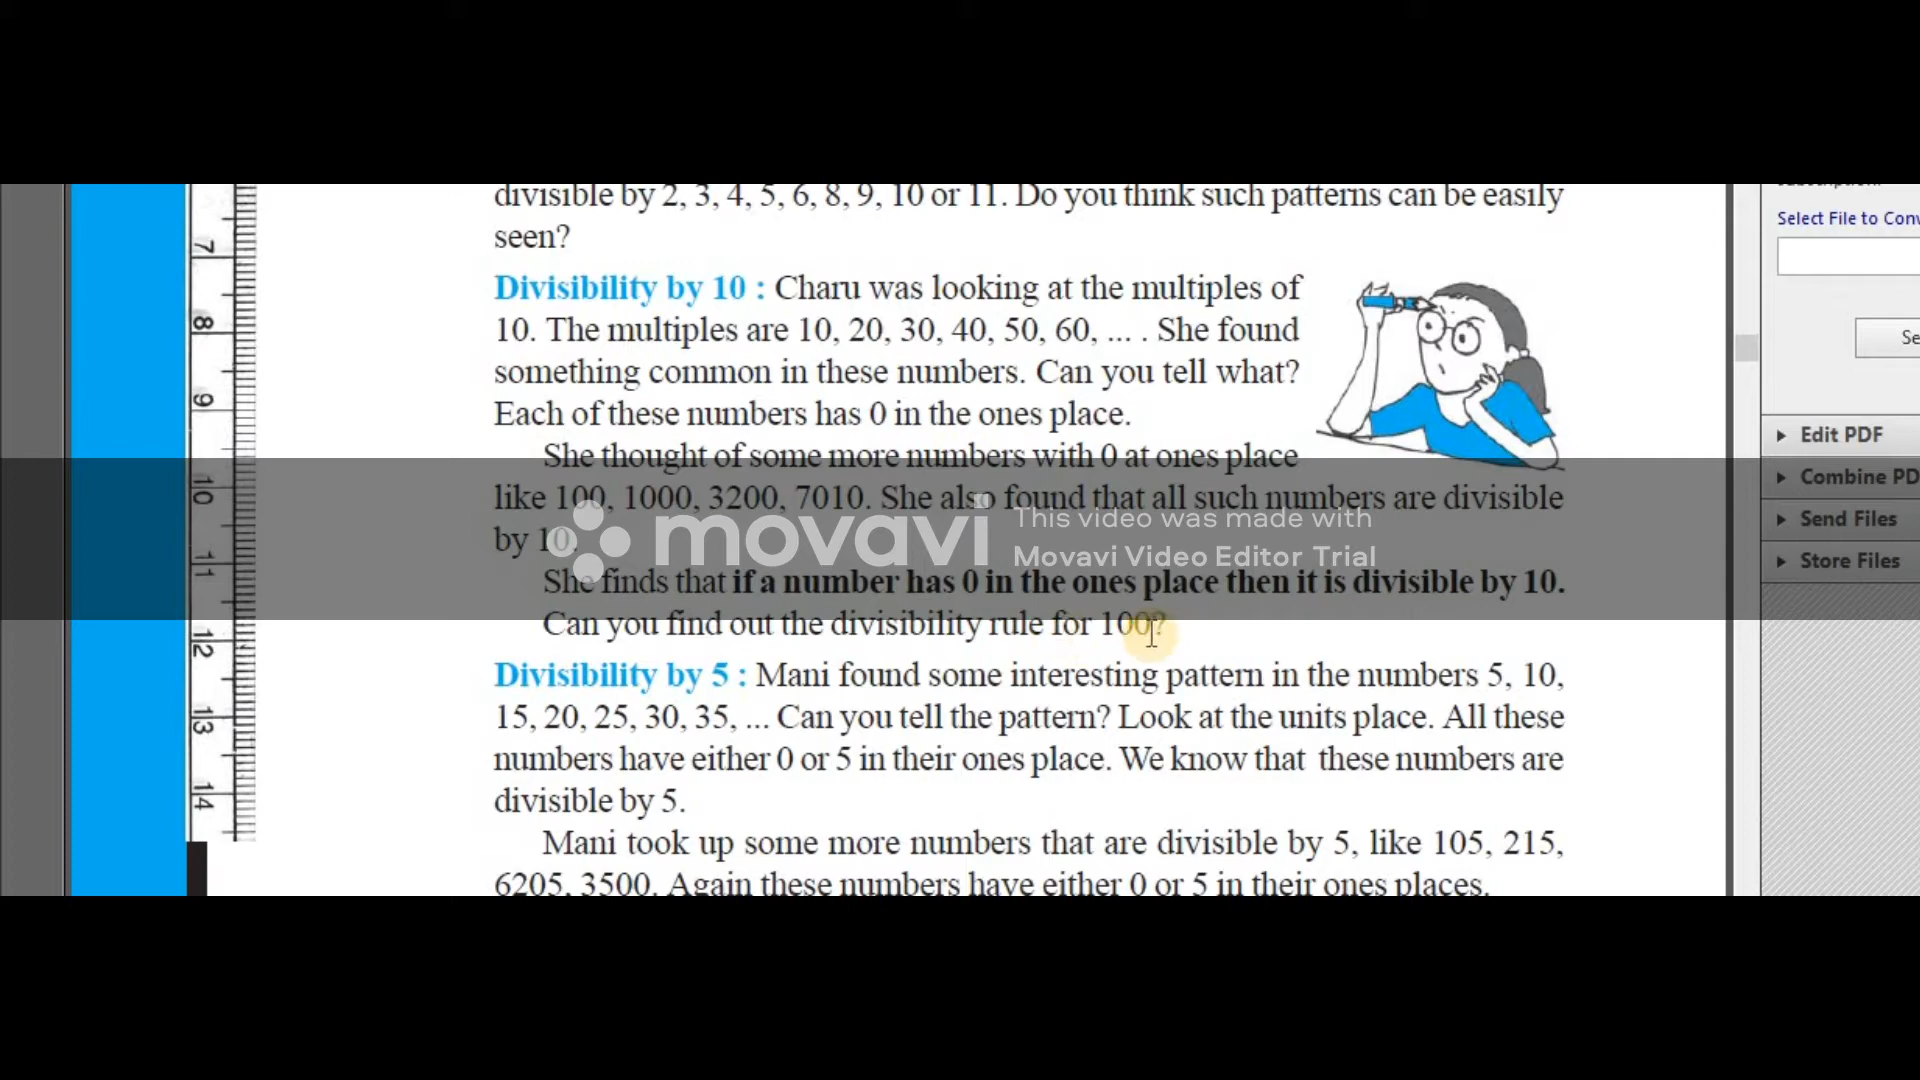 divisible by 2, 3, 4, 5, 6, 8, 9, 10 or 11. Do you think such patterns can be easily
seen?
Divisibility by 10 : Charu was looking at the multiples of
10. The multiples are 10, 20, 30, 40, 50, 60, ... . She found
something common in these numbers. Can you tell what?
Each of these numbers has 0 in the ones place.
She thought of some more numbers with 0 at ones place
like 100, 1000, 3200, 7010. She also found that all such numbers are divisible
by 10.
She finds that if a number has 0 in the ones place then it is divisible by 10.
Can you find out the divisibility rule for 100?
Divisibility by 5 : Mani found some interesting pattern in the numbers 5, 10,
15, 20, 25, 30, 35, ... Can you tell the pattern? Look at the units place. All these
numbers have either 0 or 5 in their ones place. We know that these numbers are
divisible by 5.
Mani took up some more numbers that are divisible by 5, like 105, 215,
6205, 3500. Again these numbers have either 0 or 5 in their ones places.
movavi
This video was made with
Movavi Video Editor Trial
7
8
9
10
11
12
13
14
Select File to Conv
Se
Edit PDF
Combine PD
Send Files
Store Files